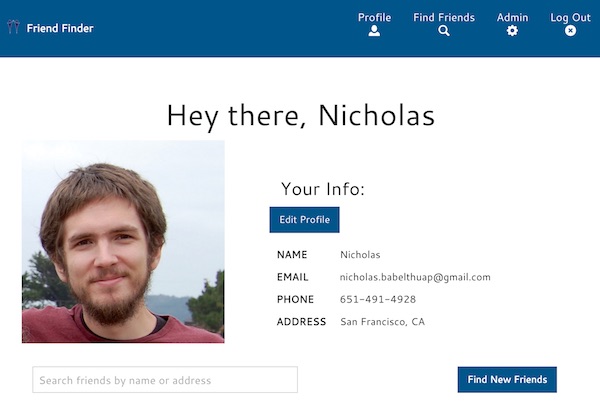 Friend Finder
Profile Find Friends Admin Log Out
Hey there, Nicholas
Your Info:
Edit Profile
NAME Nicholas
EMAIL nicholas.babelthuap@gmail.com
PHONE 651-491-4928
ADDRESS San Francisco, CA
Search friends by name or address
Find New Friends